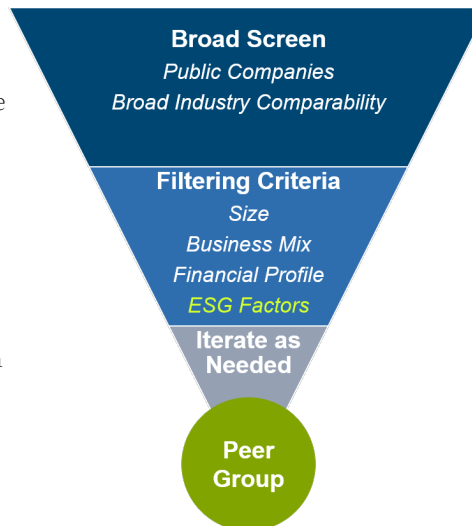 Broad Screen
Public Companies
Broad Industry Comparability
Filtering Criteria
Size
Business Mix
Financial Profile
ESG Factors
Iterate as
Needed
Peer
Group